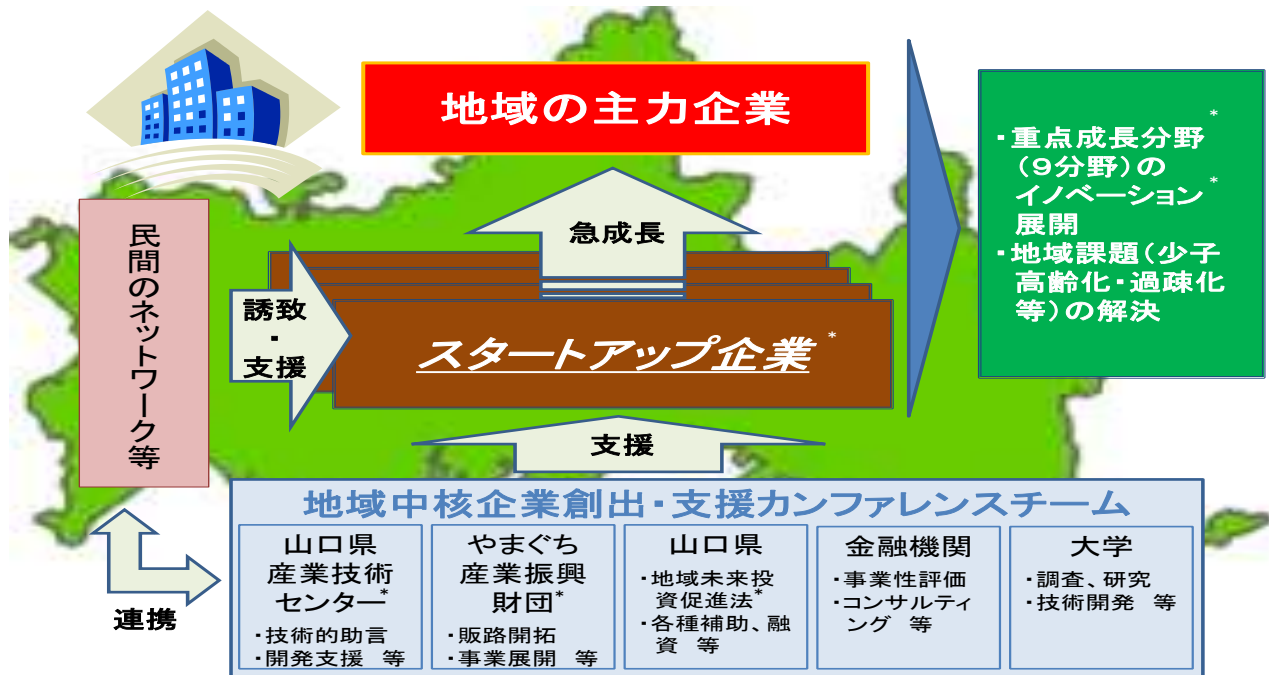 地域の主力企業
急成長
民間のネットワーク等
誘致
・
支援
スタートアップ企業*
支援
・重点成長分野*
(9分野)の
イノベーション*
展開
・地域課題(少子
高齢化・過疎化
等)の解決
連携
地域中核企業創出・支援カンファレンスチーム
山口県
産業技術
センター*
・技術的助言
・開発支援 等
やまぐち
産業振興
財団*
・販路開拓
・事業展開 等
山口県
・地域未来投
資促進法*
・各種補助、融
資 等
金融機関
・事業性評価
・コンサルティ
ング 等
大学
・調査、研究
・技術開発 等